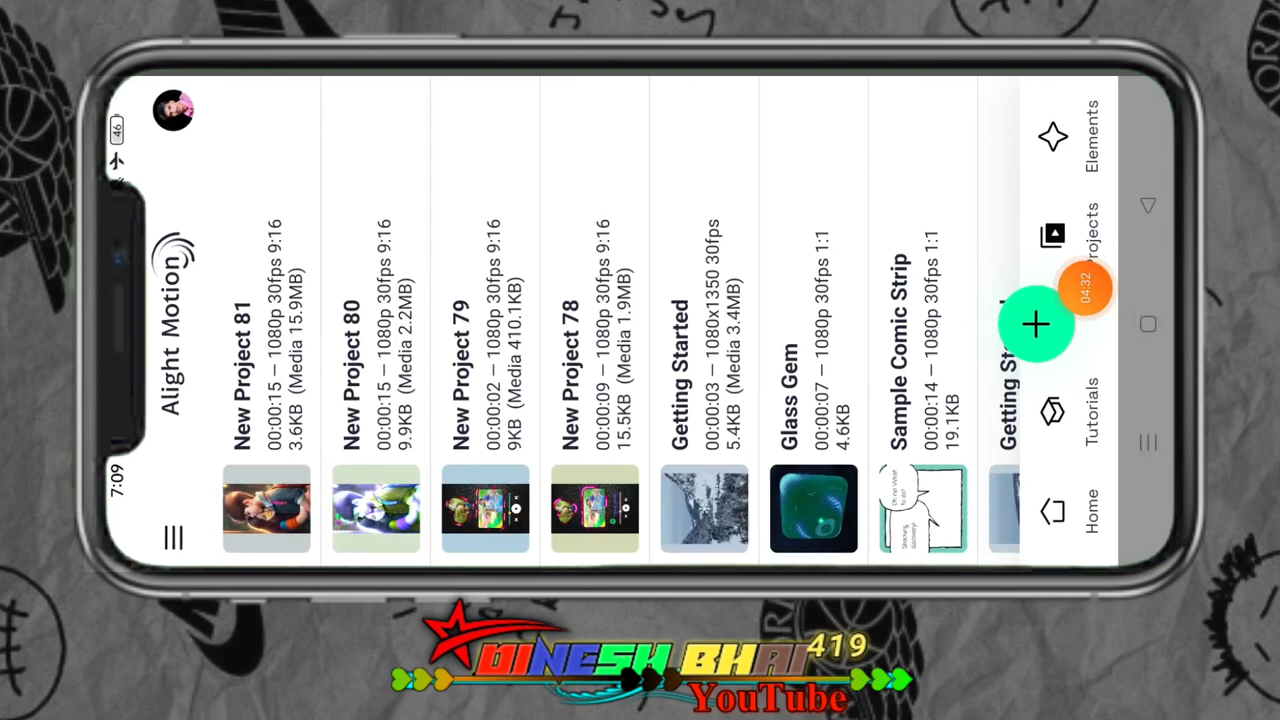 7:09
46
Alight Motion
New Project 81
00:00:15 — 1080p 30fps 9:16
3.6KB (Media 15.9MB)
New Project 80
00:00:15 — 1080p 30fps 9:16
9.9KB (Media 2.2MB)
New Project 79
00:00:02 — 1080p 30fps 9:16
9KB (Media 410.1KB)
New Project 78
00:00:09 — 1080p 30fps 9:16
15.5KB (Media 1.9MB)
Getting Started
00:00:03 — 1080x1350 30fps
5.4KB (Media 3.4MB)
Glass Gem
00:00:07 — 1080p 30fps 1:1
4.6KB
Sample Comic Strip
00:00:14 — 1080p 30fps 1:1
19.1KB
Getting
Home
Tutorials
Elements
04:32
DINESH BHAI 419
YouTube